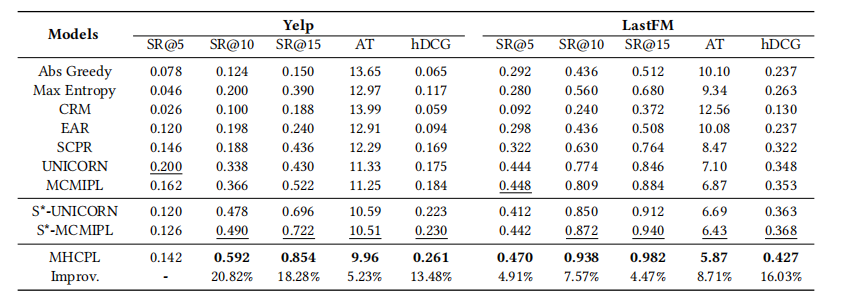 Models Yelp LastFM
SR@5 SR@10 SR@15 AT hDCG SR@5 SR@10 SR@15 AT hDCG
Abs Greedy 0.078 0.124 0.150 13.65 0.065 0.292 0.436 0.512 10.10 0.237
Max Entropy 0.046 0.200 0.390 12.97 0.117 0.280 0.560 0.680 9.34 0.263
CRM 0.026 0.100 0.188 13.99 0.059 0.092 0.240 0.372 12.56 0.130
EAR 0.120 0.198 0.240 12.91 0.094 0.298 0.436 0.508 10.08 0.237
SCPR 0.146 0.188 0.436 12.29 0.169 0.322 0.630 0.764 8.47 0.322
UNICORN 0.200 0.338 0.430 11.33 0.175 0.444 0.774 0.846 7.10 0.348
MCMIPL 0.162 0.366 0.522 11.25 0.184 0.448 0.809 0.884 6.87 0.353
S*-UNICORN 0.120 0.478 0.696 10.59 0.223 0.412 0.850 0.912 6.69 0.363
S*-MCMIPL 0.126 0.490 0.722 10.51 0.230 0.442 0.872 0.940 6.43 0.368
MHCPL 0.142 0.592 0.854 9.96 0.261 0.470 0.938 0.982 5.87 0.427
Improv. - 20.82% 18.28% 5.23% 13.48% 4.91% 7.57% 4.47% 8.71% 16.03%